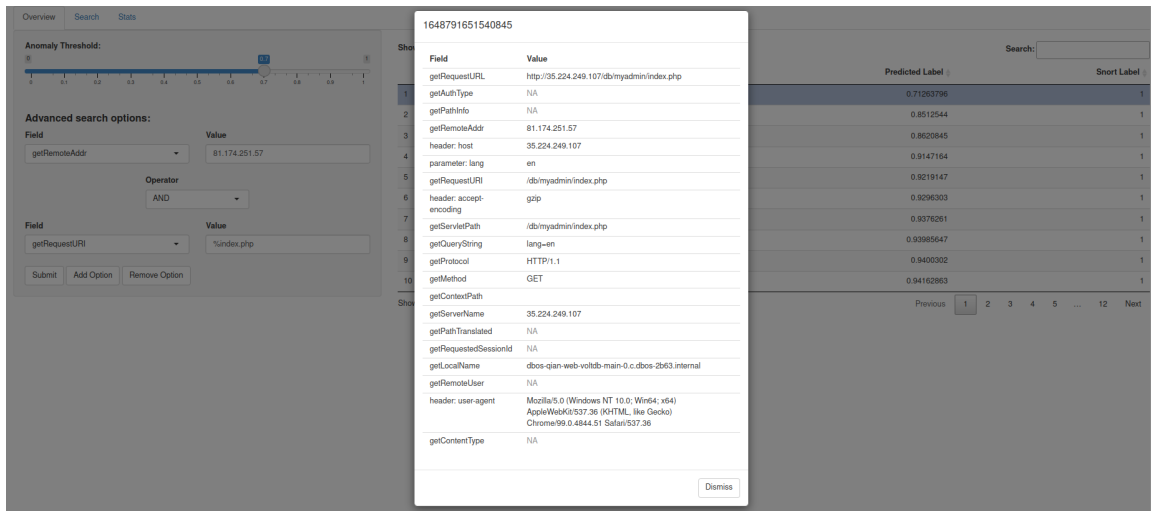 Overview Search Stats
Anomaly Threshold:
0 0.7 1
0 0.1 0.2 0.3 0.4 0.5 0.6 0.7 0.8 0.9 1
Advanced search options:
Field Value
getRemoteAddr 81.174.251.57
Operator
AND
Field Value
getRequestURI %index.php
Submit Add Option Remove Option
1648791651540845
Field Value
getRequestURL http://35.224.249.107/db/myadmin/index.php
getAuthType NA
getPathInfo NA
getRemoteAddr 81.174.251.57
header: host 35.224.249.107
parameter: lang en
getRequestURI /db/myadmin/index.php
header: accept-
encoding gzip
getServletPath /db/myadmin/index.php
getQueryString lang=en
getProtocol HTTP/1.1
getMethod GET
getContextPath
getServerName 35.224.249.107
getPathTranslated NA
getRequestedSessionId NA
getLocalName dbos-qian-web-voltdb-main-0.c.dbos-2b63.internal
getRemoteUser NA
header: user-agent Mozilla/5.0 (Windows NT 10.0; Win64; x64)
AppleWebKit/537.36 (KHTML, like Gecko)
Chrome/99.0.4844.51 Safari/537.36
getContentType NA
Dismiss
Search:
Predicted Label Snort Label
1 0.71263796 1
2 0.8512544 1
3 0.8620845 1
4 0.9147164 1
5 0.9219147 1
6 0.9296303 1
7 0.9376261 1
8 0.93985647 1
9 0.9400302 1
10 0.94162863 1
Previous 1 2 3 4 5 ... 12 Next